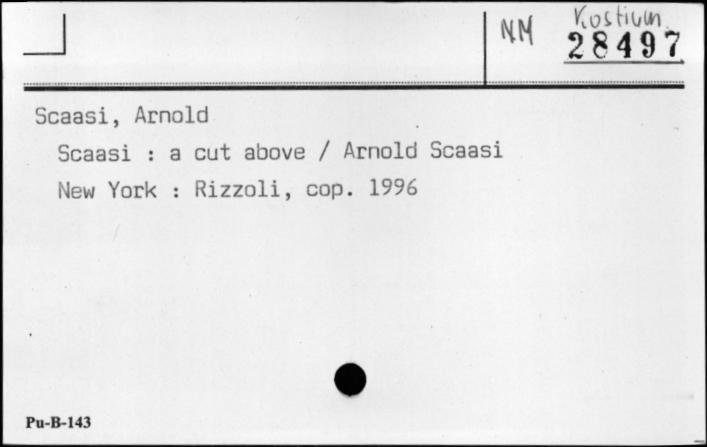 NM Kostium
28497
Scaasi, Arnold
Scaasi : a cut above / Arnold Scaasi
New York : Rizzoli, cop. 1996
Pu-B-143